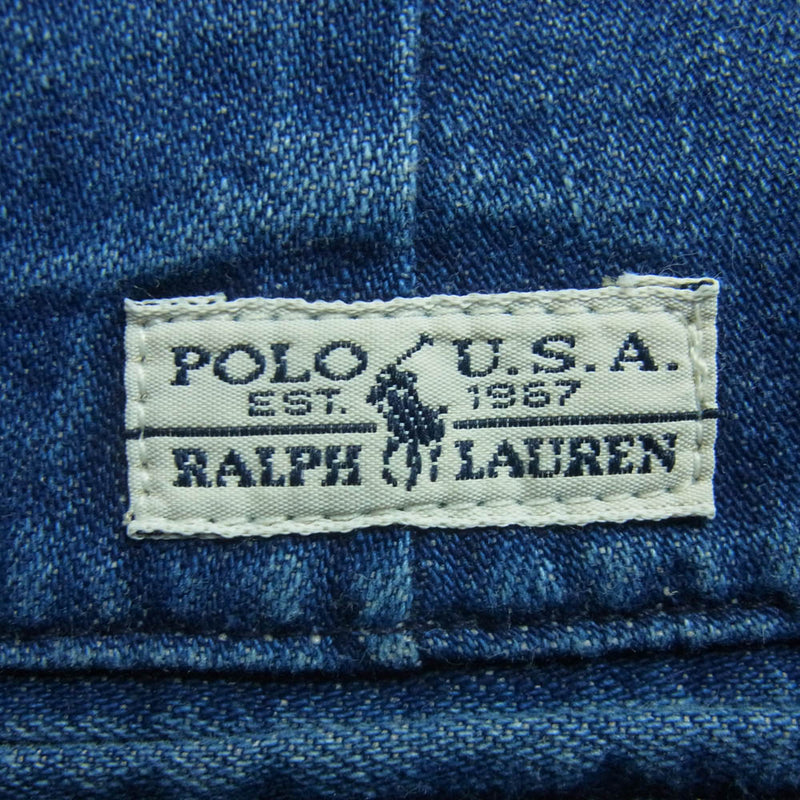 POLO U.S.A.
EST. 1967
RALPH LAUREN